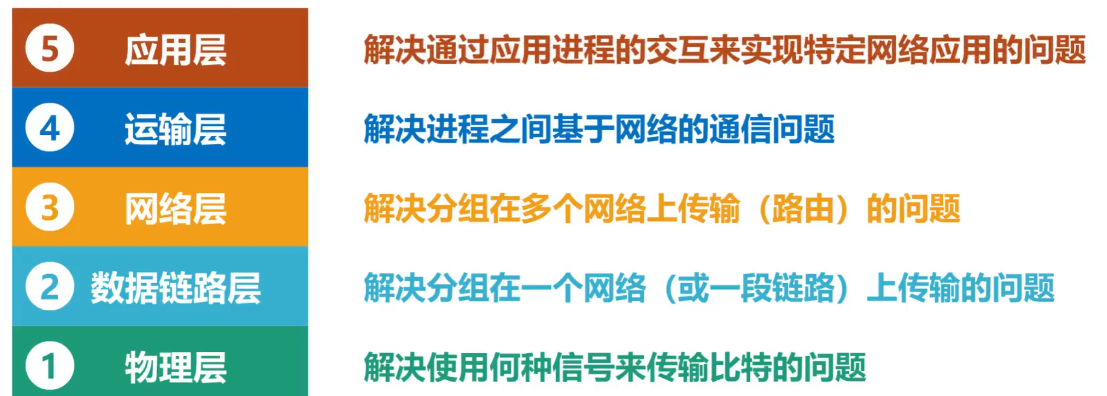 5 应用层 解决通过应用进程的交互来实现特定网络应用的问题
4 运输层 解决进程之间基于网络的通信问题
3 网络层 解决分组在多个网络上传输（路由）的问题
2 数据链路层 解决分组在一个网络（或一段链路）上传输的问题
1 物理层 解决使用何种信号来传输比特的问题